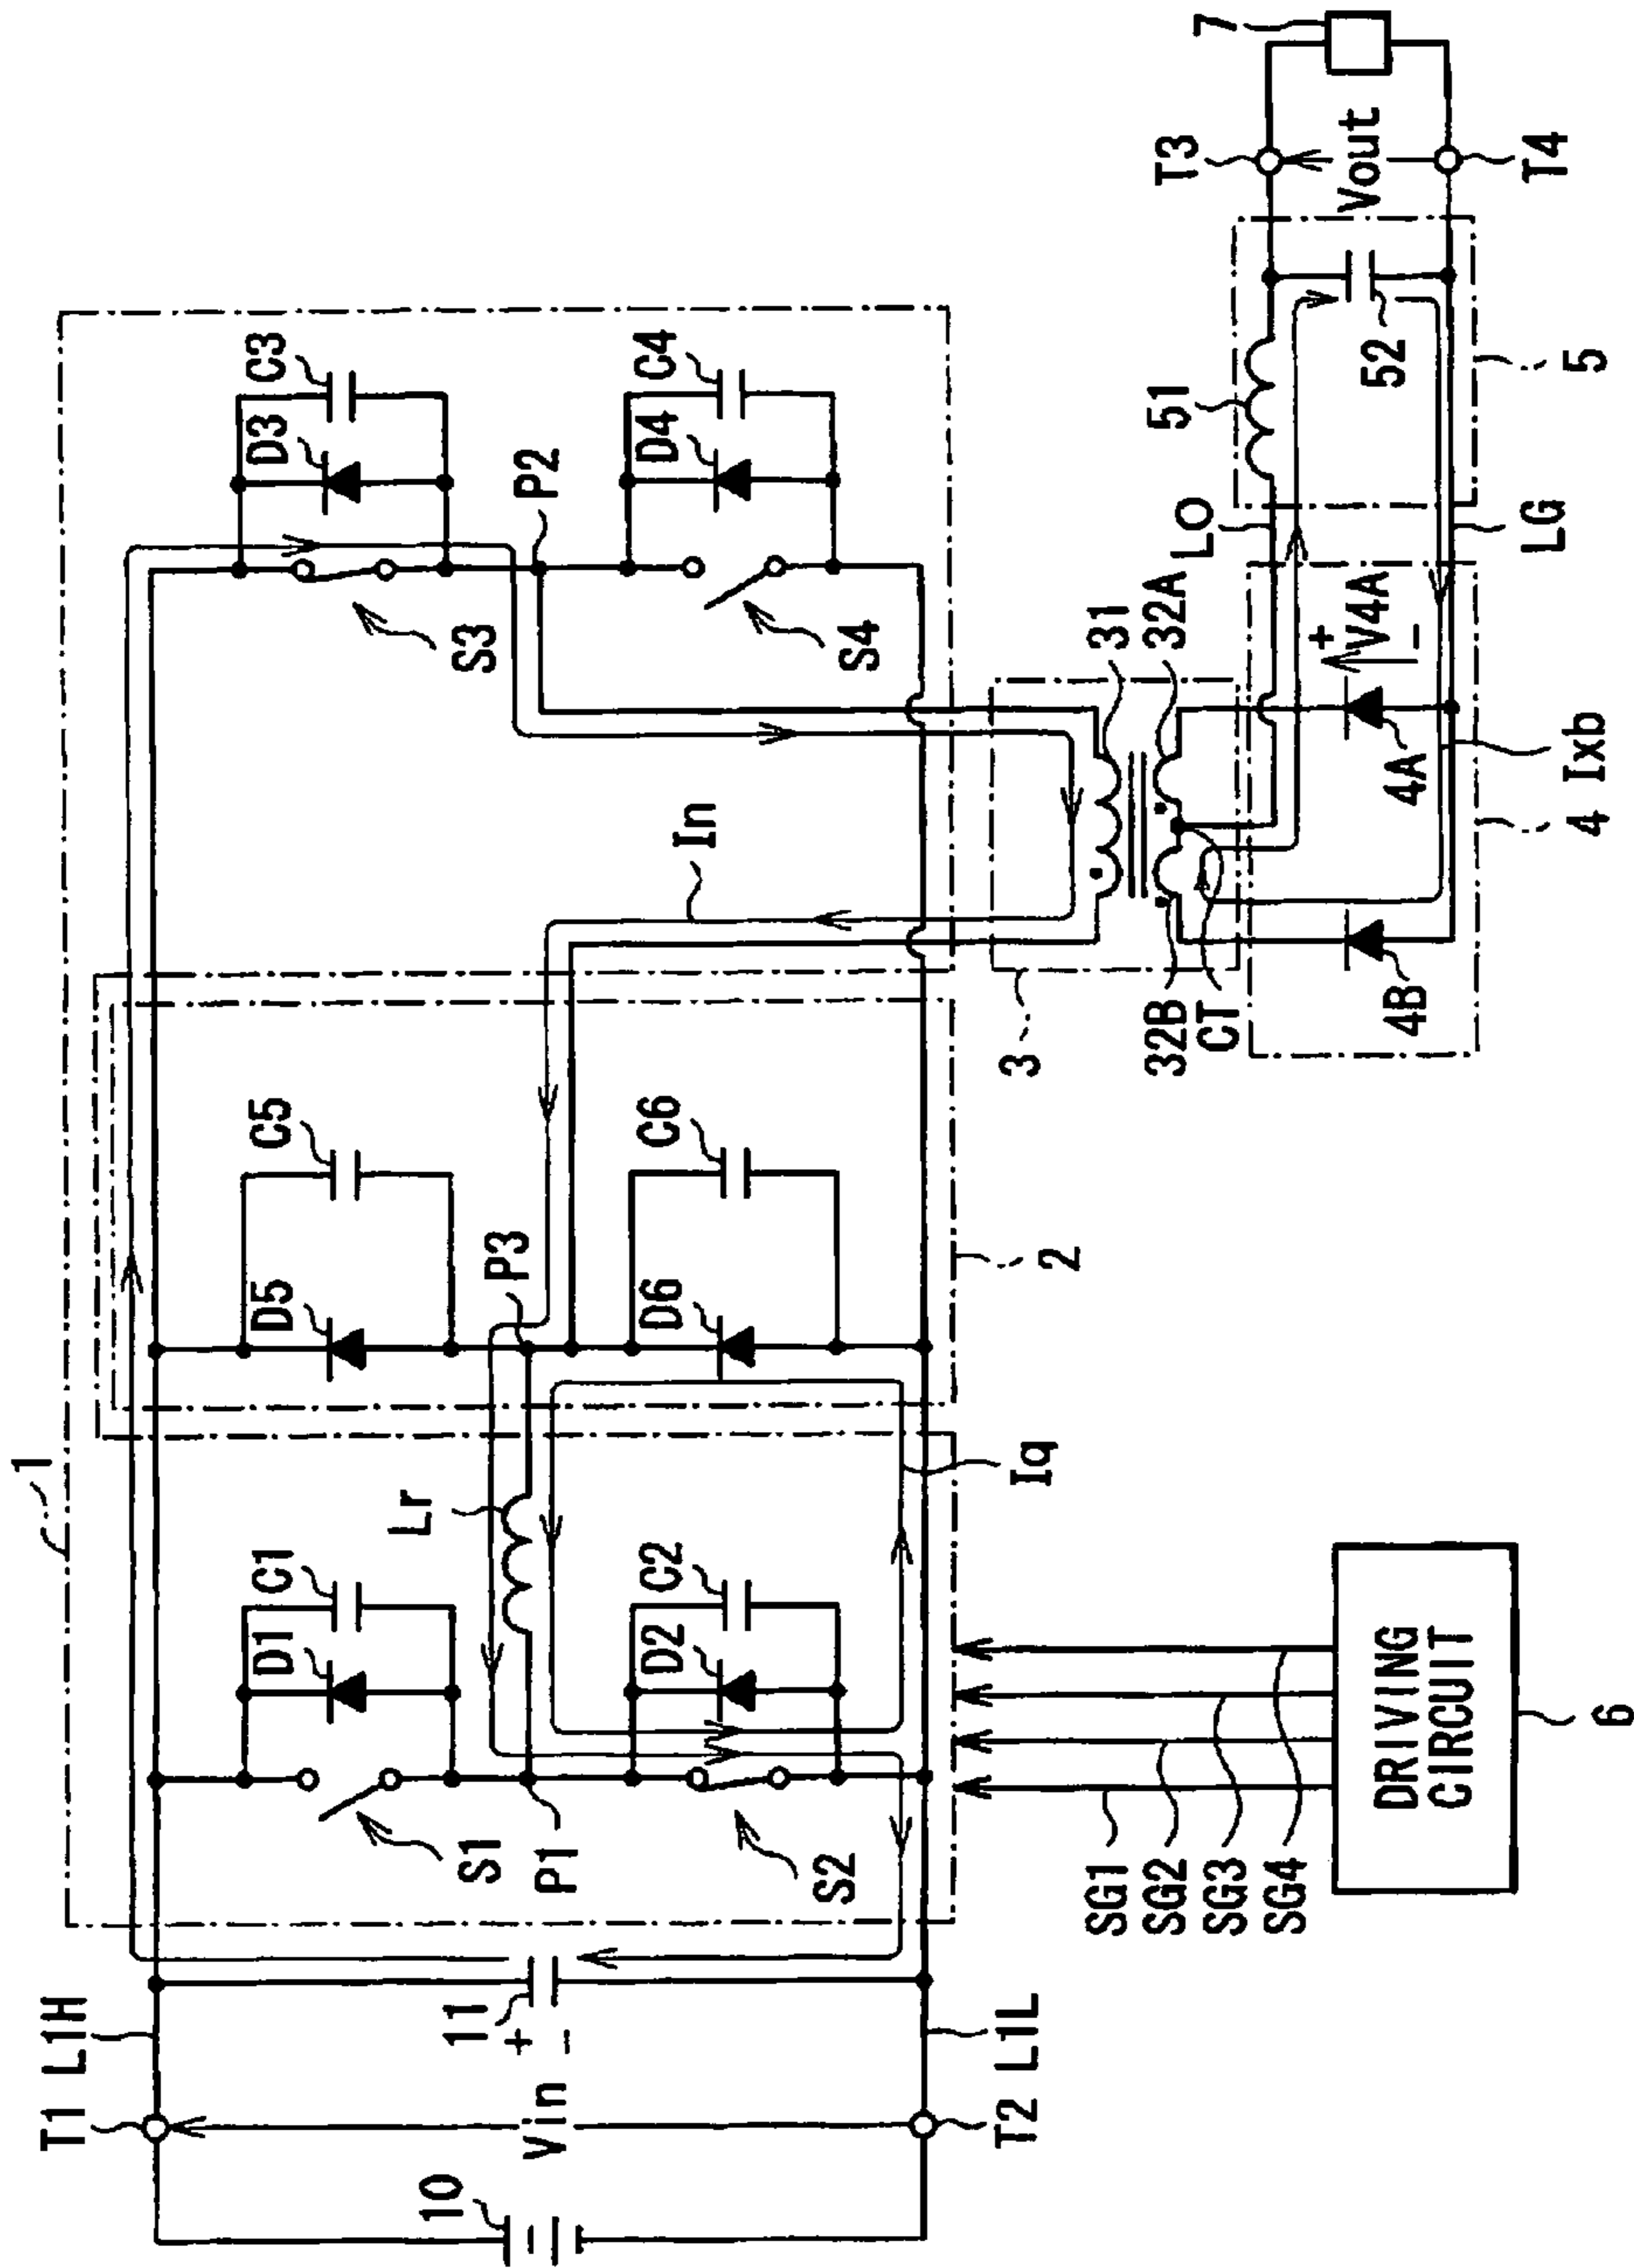 1
T1
L1H
10
Vin
11
+
−
T2
L1L
S1
D1
C1
P1
Lr
S2
D2
C2
Iq
D5
C5
P3
D6
C6
2
In
S3
D3
C3
P2
S4
D4
C4
3
31
32A
32B
CT
4A
4B
4
Ixb
+
V4A
−
LO
LG
51
52
5
T3
Vout
T4
7
SG1
SG2
SG3
SG4
DRIVING
CIRCUIT
6